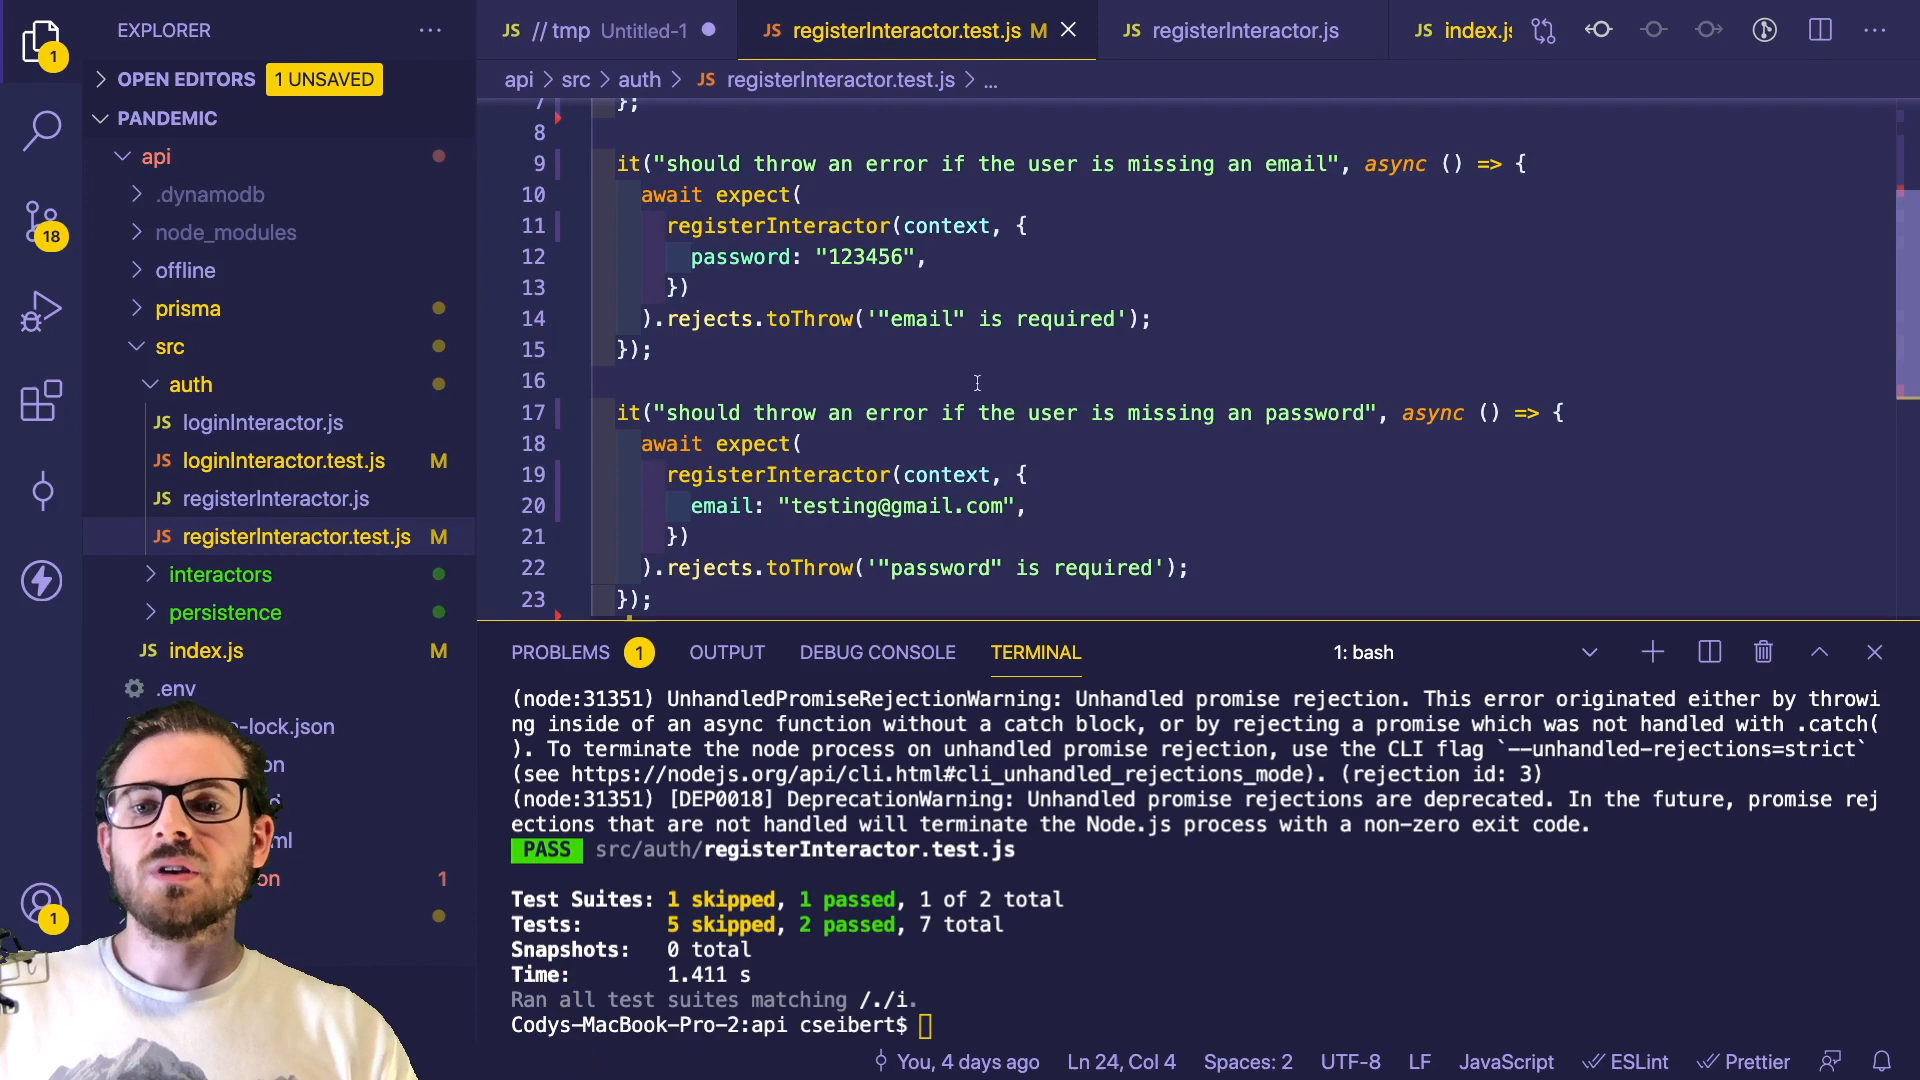 EXPLORER
OPEN EDITORS 1 UNSAVED
PANDEMIC
api
.dynamodb
node_modules
offline
prisma
src
auth
JS loginInteractor.js
JS loginInteractor.test.js M
JS registerInteractor.js
JS registerInteractor.test.js M
interactors
persistence
JS index.js M
.env
-lock.json
on
ml
on 1
1
18
1
JS // tmp Untitled-1
JS registerInteractor.test.js M
JS registerInteractor.js
JS index.js
api > src > auth > JS registerInteractor.test.js > ...
7 };
8
9 it("should throw an error if the user is missing an email", async () => {
10 await expect(
11 registerInteractor(context, {
12 password: "123456",
13 })
14 ).rejects.toThrow('"email" is required');
15 });
16
17 it("should throw an error if the user is missing an password", async () => {
18 await expect(
19 registerInteractor(context, {
20 email: "testing@gmail.com",
21 })
22 ).rejects.toThrow('"password" is required');
23 });
PROBLEMS 1 OUTPUT DEBUG CONSOLE TERMINAL 1: bash
(node:31351) UnhandledPromiseRejectionWarning: Unhandled promise rejection. This error originated either by throwi
ng inside of an async function without a catch block, or by rejecting a promise which was not handled with .catch(
). To terminate the node process on unhandled promise rejection, use the CLI flag `--unhandled-rejections=strict`
(see https://nodejs.org/api/cli.html#cli_unhandled_rejections_mode). (rejection id: 3)
(node:31351) [DEP0018] DeprecationWarning: Unhandled promise rejections are deprecated. In the future, promise rej
ections that are not handled will terminate the Node.js process with a non-zero exit code.
PASS src/auth/registerInteractor.test.js
Test Suites: 1 skipped, 1 passed, 1 of 2 total
Tests: 5 skipped, 2 passed, 7 total
Snapshots: 0 total
Time: 1.411 s
Ran all test suites matching /./i.
Codys-MacBook-Pro-2:api cseibert$
You, 4 days ago Ln 24, Col 4 Spaces: 2 UTF-8 LF JavaScript ESLint Prettier